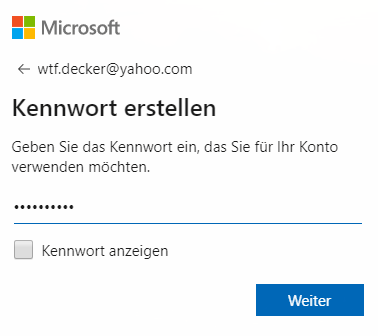 Microsoft
← wtf.decker@yahoo.com
Kennwort erstellen
Geben Sie das Kennwort ein, das Sie für Ihr Konto
verwenden möchten.
••••••••••
Kennwort anzeigen
Weiter